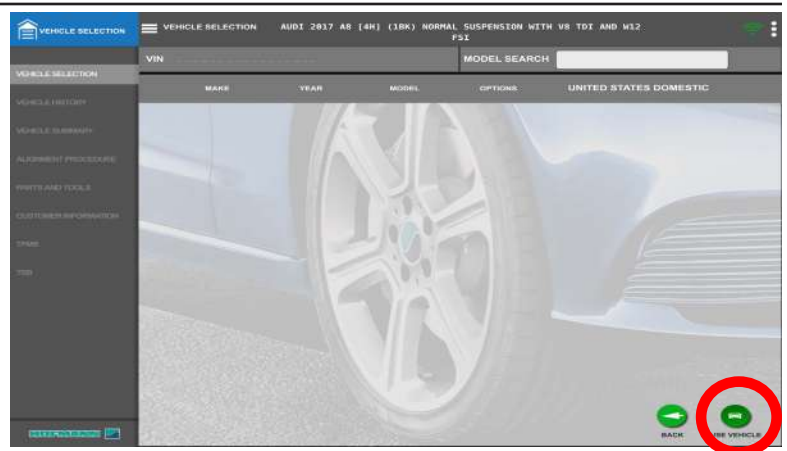 VEHICLE SELECTION
VEHICLE SELECTION
AUDI 2017 A8 [4H] (1BK) NORMAL SUSPENSION WITH V8 TDI AND W12
FSI
VIN
MODEL SEARCH
VEHICLE SELECTION
VEHICLE HISTORY
VEHICLE SUMMARY
ALIGNMENT PROCEDURE
PARTS AND TOOLS
CUSTOMER INFORMATION
TPMS
TSB
MAKE
YEAR
MODEL
OPTIONS
UNITED STATES DOMESTIC
BACK
USE VEHICLE